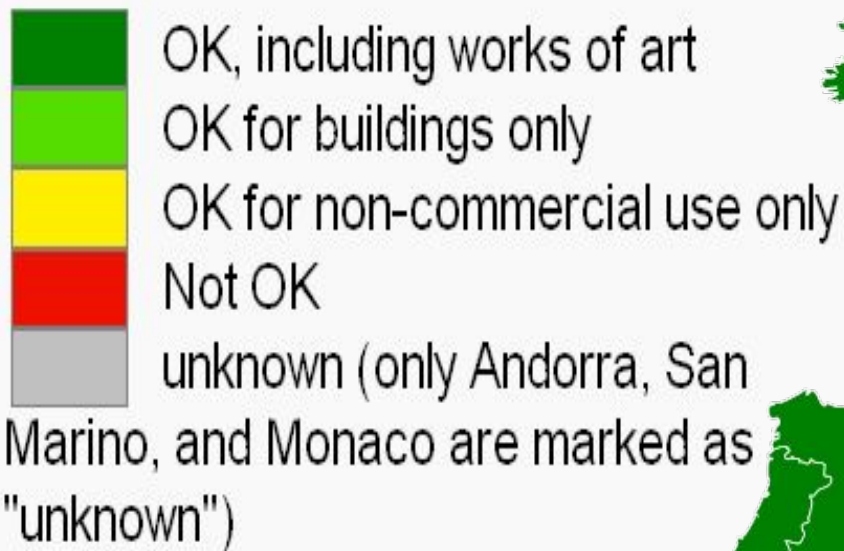 OK, including works of art
OK for buildings only
OK for non-commercial use only
Not OK
unknown (only Andorra, San
Marino, and Monaco are marked as
"unknown")